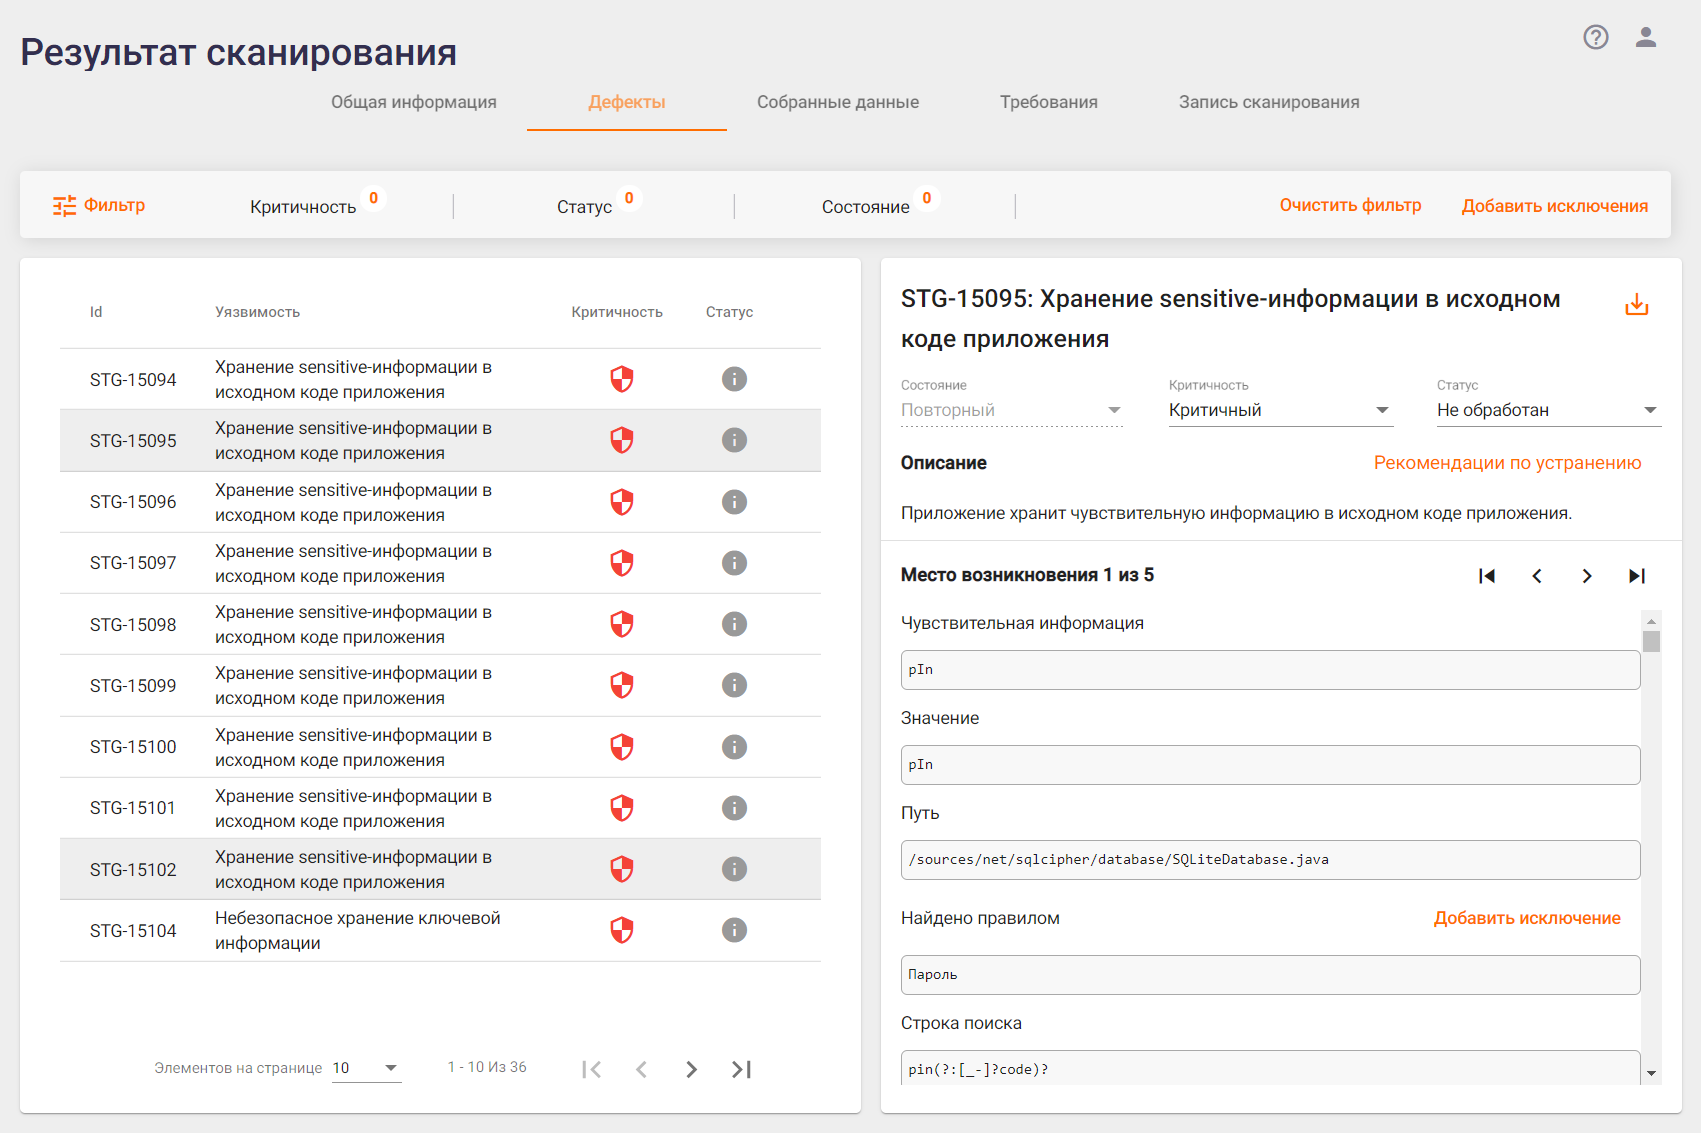 Результат сканирования
Общая информация
Дефекты
Собранные данные
Требования
Запись сканирования
Фильтр
Критичность 0
Статус 0
Состояние 0
Очистить фильтр
Добавить исключения
Id Уязвимость Критичность Статус
STG-15094
Хранение sensitive-информации в
исходном коде приложения
STG-15095
Хранение sensitive-информации в
исходном коде приложения
STG-15096
Хранение sensitive-информации в
исходном коде приложения
STG-15097
Хранение sensitive-информации в
исходном коде приложения
STG-15098
Хранение sensitive-информации в
исходном коде приложения
STG-15099
Хранение sensitive-информации в
исходном коде приложения
STG-15100
Хранение sensitive-информации в
исходном коде приложения
STG-15101
Хранение sensitive-информации в
исходном коде приложения
STG-15102
Хранение sensitive-информации в
исходном коде приложения
STG-15104
Небезопасное хранение ключевой
информации
Элементов на странице 10 1 - 10 Из 36
STG-15095: Хранение sensitive-информации в исходном
коде приложения
Состояние
Повторный
Критичность
Критичный
Статус
Не обработан
Описание
Рекомендации по устранению
Приложение хранит чувствительную информацию в исходном коде приложения.
Место возникновения 1 из 5
Чувствительная информация
pIn
Значение
pIn
Путь
/sources/net/sqlcipher/database/SQLiteDatabase.java
Найдено правилом
Добавить исключение
Пароль
Строка поиска
pin(?:[_-]?code)?